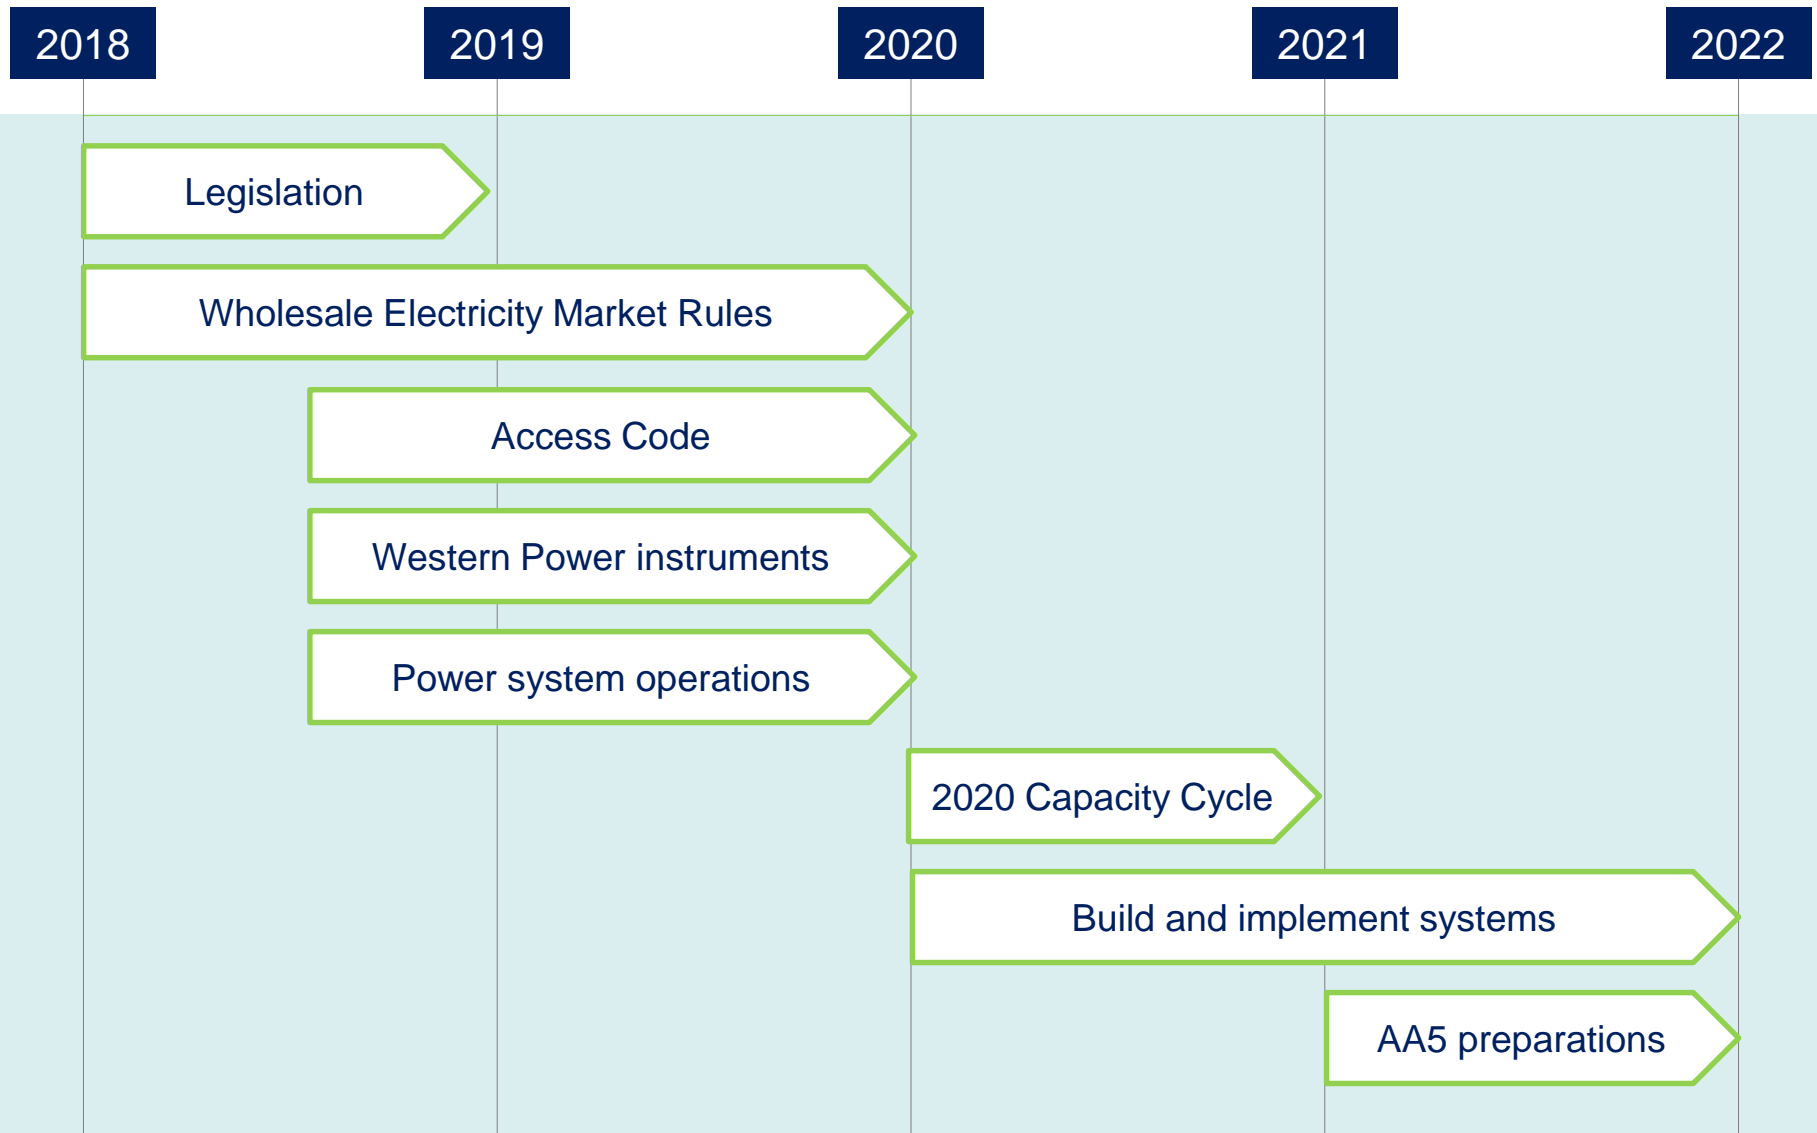 2018 2019 2020 2021 2022
Legislation
Wholesale Electricity Market Rules
Access Code
Western Power instruments
Power system operations
2020 Capacity Cycle
Build and implement systems
AA5 preparations